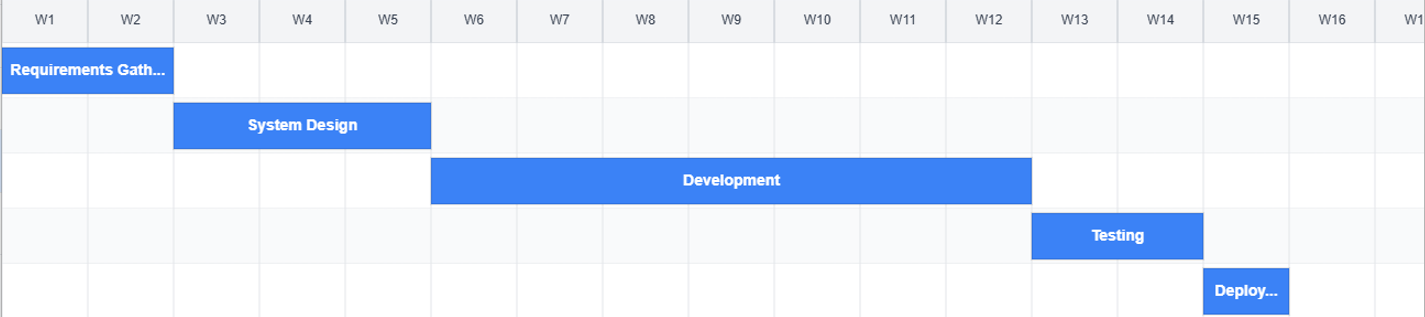 W1 W2 W3 W4 W5 W6 W7 W8 W9 W10 W11 W12 W13 W14 W15 W16 W1
Requirements Gath...
System Design
Development
Testing
Deploy...